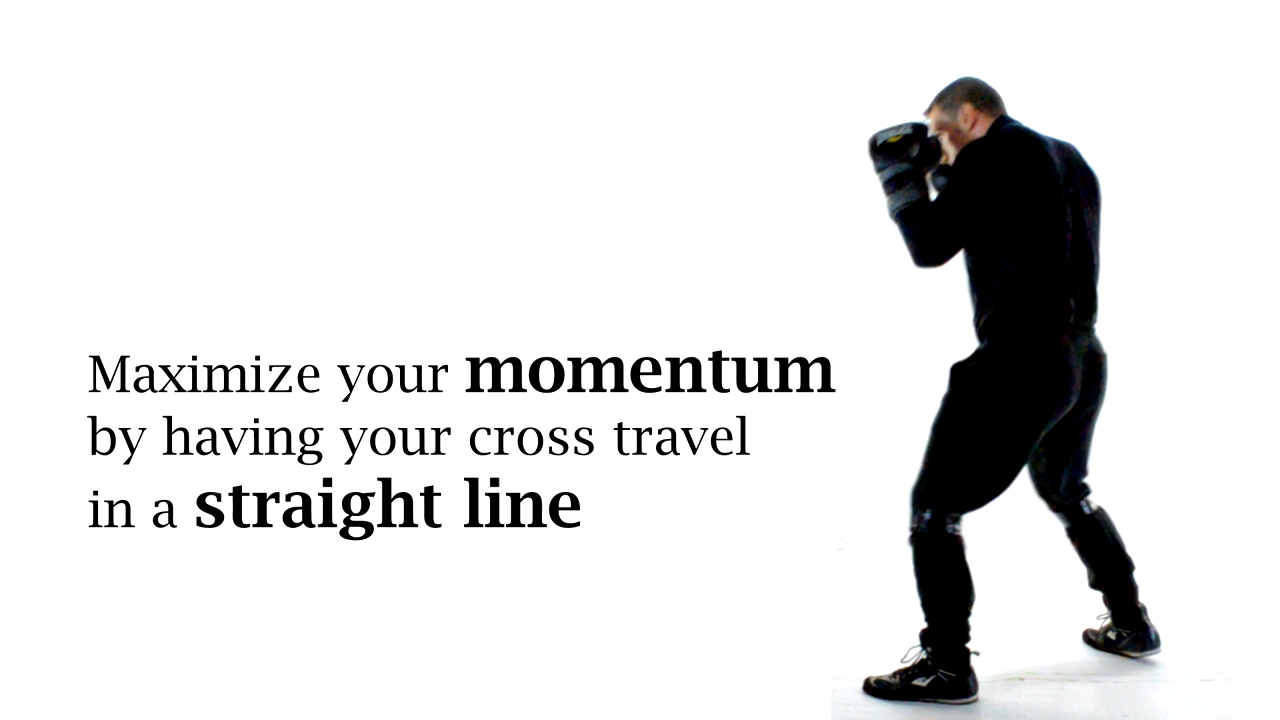 Maximize your momentum
by having your cross travel
in a straight line